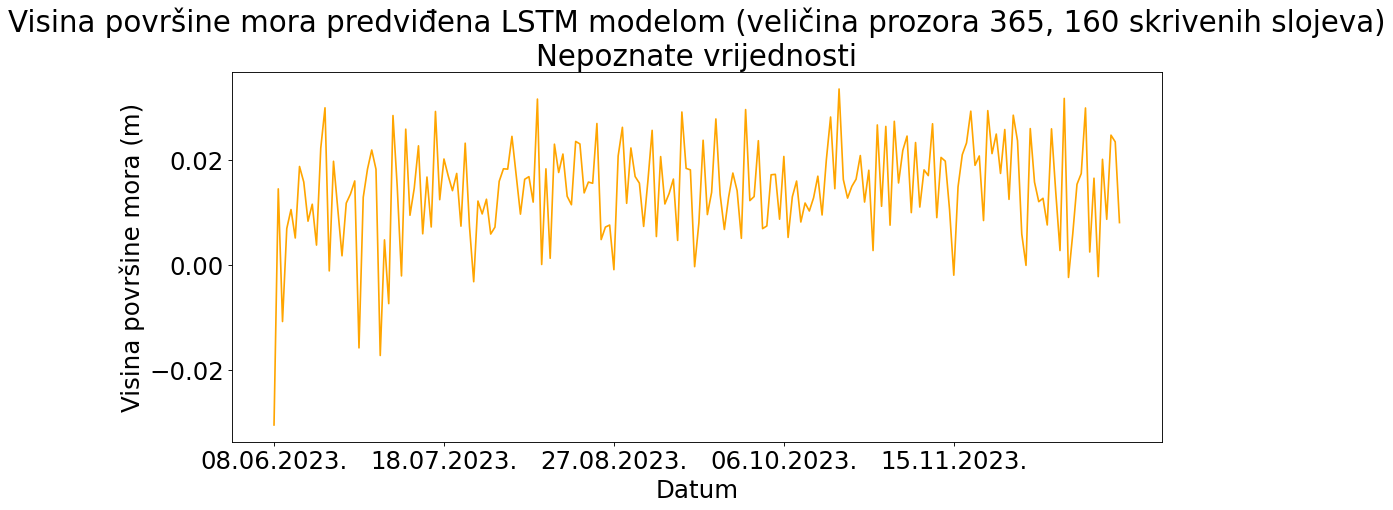 Visina površine mora predviđena LSTM modelom (veličina prozora 365, 160 skrivenih slojeva)
Nepoznate vrijednosti
Visina površine mora (m)
0.02
0.00
−0.02
08.06.2023. 18.07.2023. 27.08.2023. 06.10.2023. 15.11.2023.
Datum